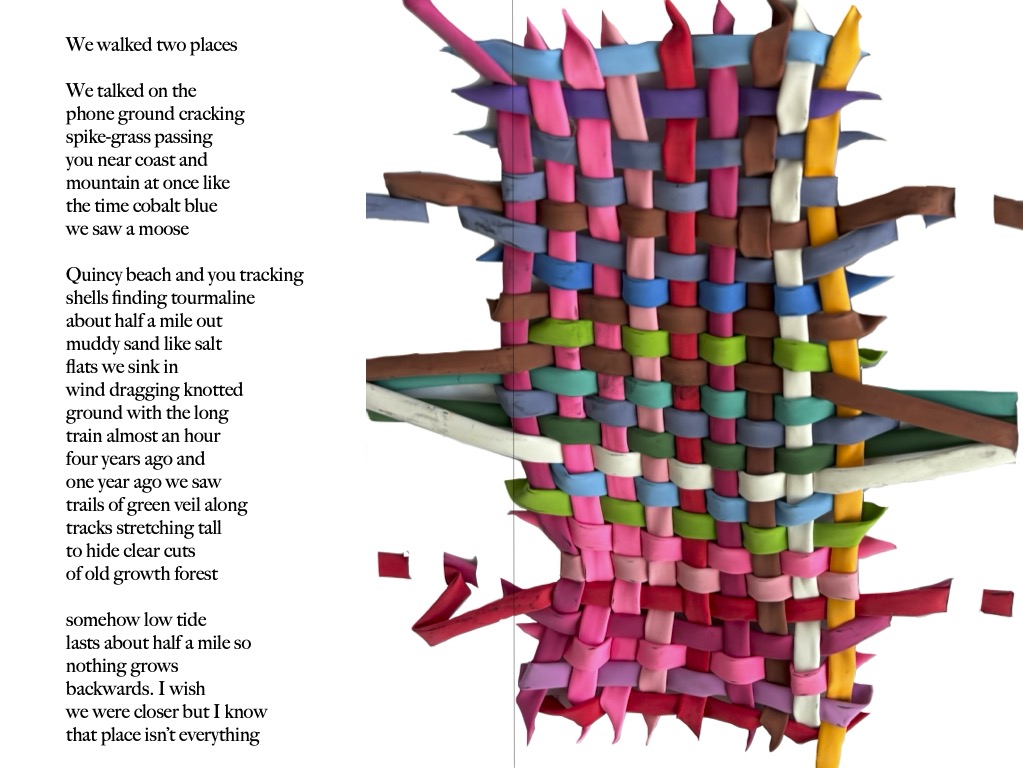 We walked two places
We talked on the
phone ground cracking
spike-grass passing
you near coast and
mountain at once like
the time cobalt blue
we saw a moose
Quincy beach and you tracking
shells finding tourmaline
about half a mile out
muddy sand like salt
flats we sink in
wind dragging knotted
ground with the long
train almost an hour
four years ago and
one year ago we saw
trails of green veil along
tracks stretching tall
to hide clear cuts
of old growth forest
somehow low tide
lasts about half a mile so
nothing grows
backwards. I wish
we were closer but I know
that place isn’t everything